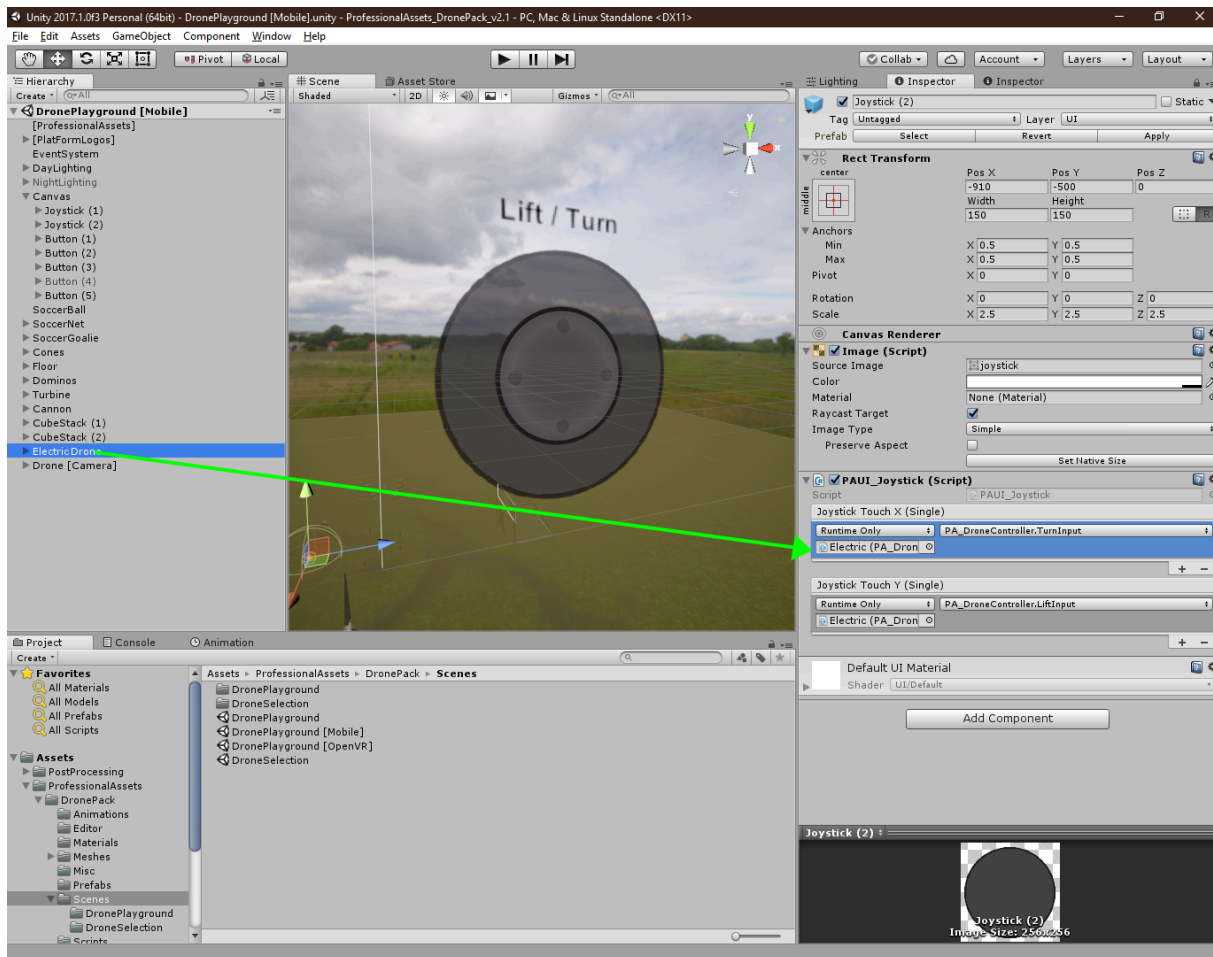 Unity 2017.1.0f3 Personal (64bit) - DronePlayground [Mobile].unity - ProfessionalAssets_DronePack_v2.1 - PC, Mac & Linux Standalone <DX11>
File Edit Assets GameObject Component Window Help
Pivot Local Collab Account Layers Layout
Hierarchy
Create All
DronePlayground [Mobile]
[ProfessionalAssets]
[PlatFormLogos]
EventSystem
DayLighting
NightLighting
Canvas
Joystick (1)
Joystick (2)
Button (1)
Button (2)
Button (3)
Button (4)
Button (5)
SoccerBall
SoccerNet
SoccerGoalie
Cones
Floor
Dominos
Turbine
Cannon
CubeStack (1)
CubeStack (2)
ElectricDrone
Drone [Camera]
Scene Asset Store
Shaded 2D Gizmos All
y
x
Lift / Turn
Lighting Inspector Inspector
Joystick (2) Static
Tag Untagged Layer UI
Prefab Select Revert Apply
Rect Transform
center Pos X Pos Y Pos Z
middle -910 -500 0
Width Height
150 150 R
Anchors
Min X 0.5 Y 0.5
Max X 0.5 Y 0.5
Pivot X 0 Y 0
Rotation X 0 Y 0 Z 0
Scale X 2.5 Y 2.5 Z 2.5
Canvas Renderer
Image (Script)
Source Image joystick
Color
Material None (Material)
Raycast Target
Image Type Simple
Preserve Aspect
Set Native Size
PAUI_Joystick (Script)
Script PAUI_Joystick
Joystick Touch X (Single)
Runtime Only PA_DroneController.TurnInput
Electric (PA_Dron
+ -
Joystick Touch Y (Single)
Runtime Only PA_DroneController.LiftInput
Electric (PA_Dron
+ -
Default UI Material
Shader UI/Default
Add Component
Joystick (2)
Joystick (2)
Image Size: 256x256
Project Console Animation
Create
Favorites
All Materials
All Models
All Prefabs
All Scripts
Assets
PostProcessing
ProfessionalAssets
DronePack
Animations
Editor
Materials
Meshes
Misc
Prefabs
Scenes
DronePlayground
DroneSelection
Scripts
Assets ProfessionalAssets DronePack Scenes
DronePlayground
DroneSelection
DronePlayground
DronePlayground [Mobile]
DronePlayground [OpenVR]
DroneSelection